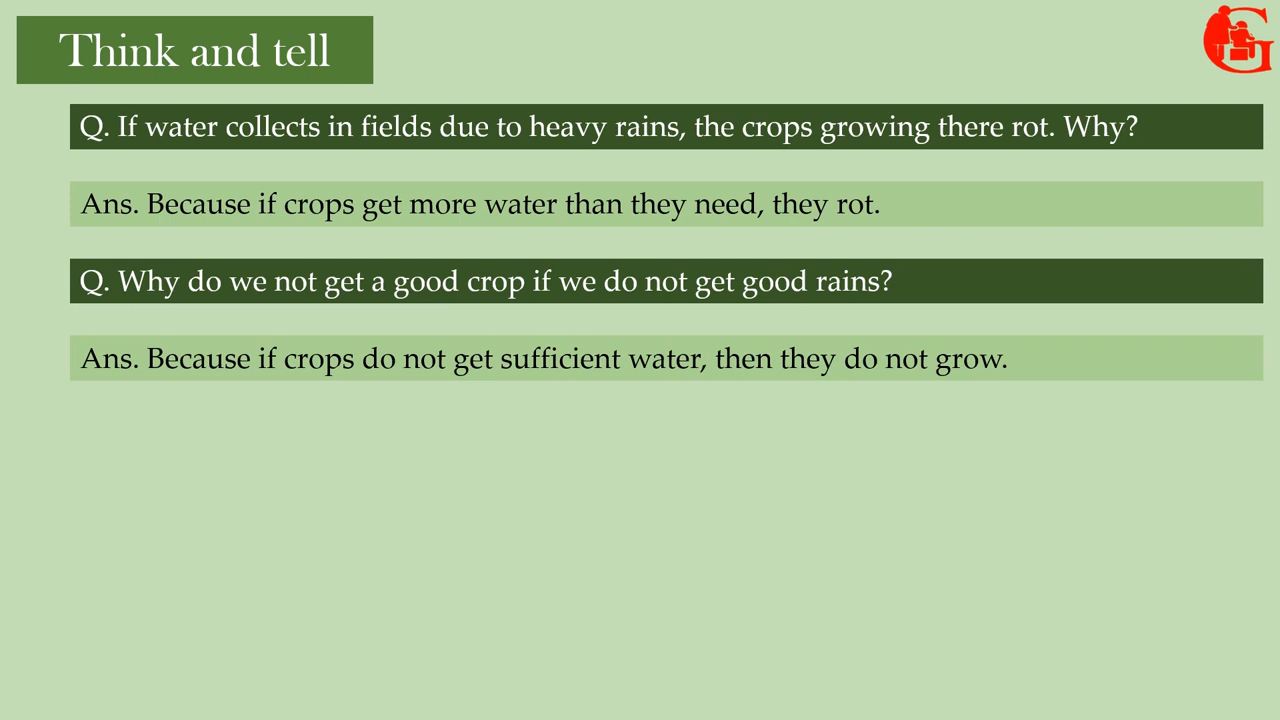 Think and tell
Q. If water collects in fields due to heavy rains, the crops growing there rot. Why?
Ans. Because if crops get more water than they need, they rot.
Q. Why do we not get a good crop if we do not get good rains?
Ans. Because if crops do not get sufficient water, then they do not grow.